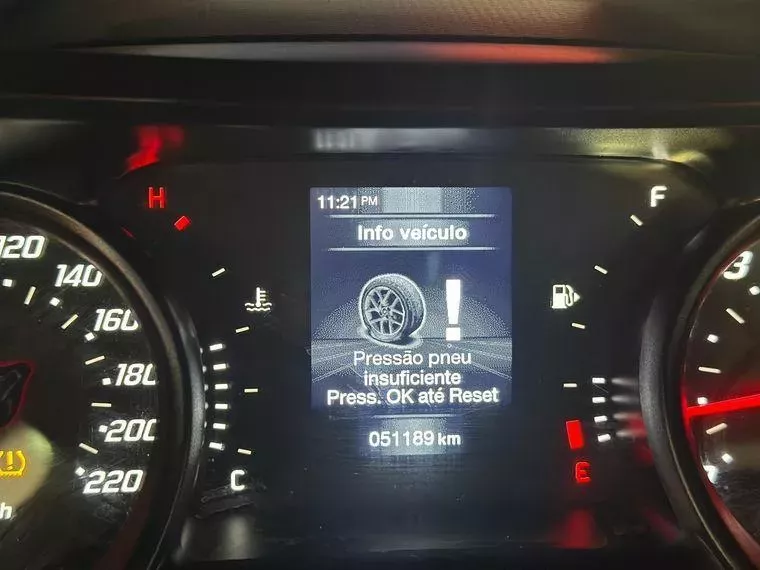 11:21 PM
Info veículo
Pressão pneu
insuficiente
Press. OK até Reset
051189 km
H
C
F
E
120
140
160
180
200
220
3